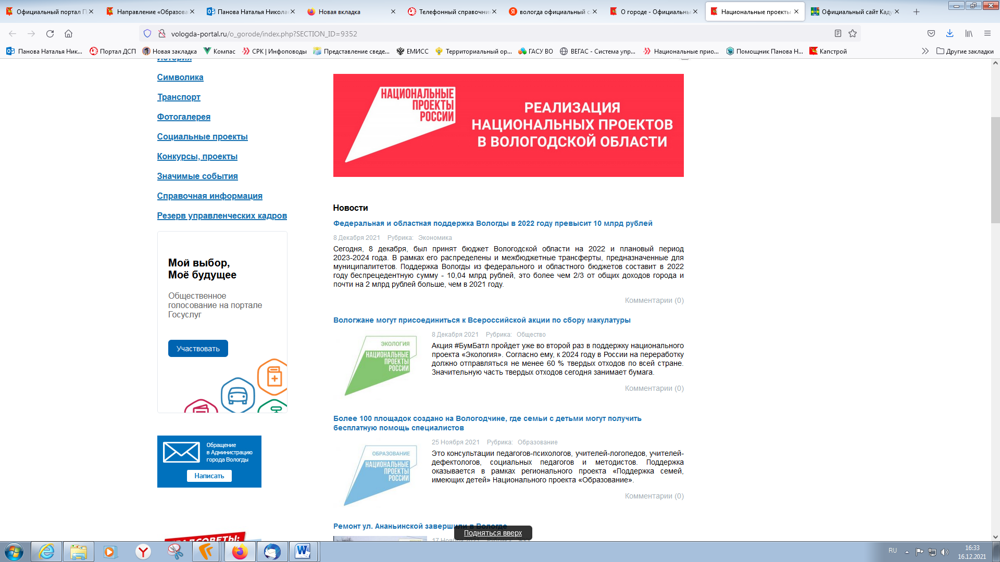 Официальный портал П
Направление «Образова
Панова Наталья Никола
Новая вкладка
Телефонный справочни
вологда официальный с
О городе - Официальны
Национальные проекты
Официальный сайт Каду
vologda-portal.ru/o_gorode/index.php?SECTION_ID=9352
Панова Наталья Ник...
Портал ДСП
Новая закладка
Компас
СРК | Инфоповоды
Представление сведе...
ЕМИСС
Территориальный ор...
ГАСУ ВО
ВЕГАС - Система упр...
Национальные прио...
Помощник Панова Н...
Капстрой
Другие закладки
История
Символика
Транспорт
Фотогалерея
Социальные проекты
Конкурсы, проекты
Значимые события
Справочная информация
Резерв управленческих кадров
Мой выбор,
Моё будущее
Общественное
голосование на портале
Госуслуг
Участвовать
Обращение
в Администрацию
города Вологды
Написать
НАЦИОНАЛЬНЫЕ
ПРОЕКТЫ
РОССИИ
РЕАЛИЗАЦИЯ
НАЦИОНАЛЬНЫХ ПРОЕКТОВ
В ВОЛОГОДСКОЙ ОБЛАСТИ
Новости
Федеральная и областная поддержка Вологды в 2022 году превысит 10 млрд рублей
8 Декабря 2021 Рубрика: Экономика
Сегодня, 8 декабря, был принят бюджет Вологодской области на 2022 и плановый период
2023-2024 года. В рамках его распределены и межбюджетные трансферты, предназначенные для
муниципалитетов. Поддержка Вологды из федерального и областного бюджетов составит в 2022
году беспрецедентную сумму - 10,04 млрд рублей, это более чем 2/3 от общих доходов города и
почти на 2 млрд рублей больше, чем в 2021 году.
Комментарии (0)
Вологжане могут присоединиться к Всероссийской акции по сбору макулатуры
ЭКОЛОГИЯ
НАЦИОНАЛЬНЫЕ
ПРОЕКТЫ
РОССИИ
8 Декабря 2021 Рубрика: Общество
Акция #БумБатл пройдет уже во второй раз в поддержку национального
проекта «Экология». Согласно ему, к 2024 году в России на переработку
должно отправляться не менее 60 % твердых отходов по всей стране.
Значительную часть твердых отходов сегодня занимает бумага.
Комментарии (0)
Более 100 площадок создано на Вологодчине, где семьи с детьми могут получить
бесплатную помощь специалистов
ОБРАЗОВАНИЕ
НАЦИОНАЛЬНЫЕ
ПРОЕКТЫ
РОССИИ
25 Ноября 2021 Рубрика: Образование
Это консультации педагогов-психологов, учителей-логопедов, учителей-
дефектологов, социальных педагогов и методистов. Поддержка
оказывается в рамках регионального проекта «Поддержка семей,
имеющих детей» Национального проекта «Образование».
Комментарии (0)
Ремонт ул. Ананьинской завершили в Вологде
17 Ноября 2021 Рубрика:
Подняться вверх
RU
16:33
16.12.2021